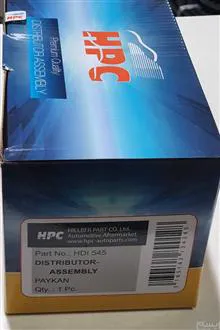 HPC
Premium Quality
DISTRIBUTOR ASSEMBLY
HPC
HPC
HILLBER PART CO. Ltd.
Automotive Aftermarket
www.hpc-autoparts.com
Part No.: HDI 545
DISTRIBUTOR-
ASSEMBLY
PAYKAN
Qty.: 1 Pc.